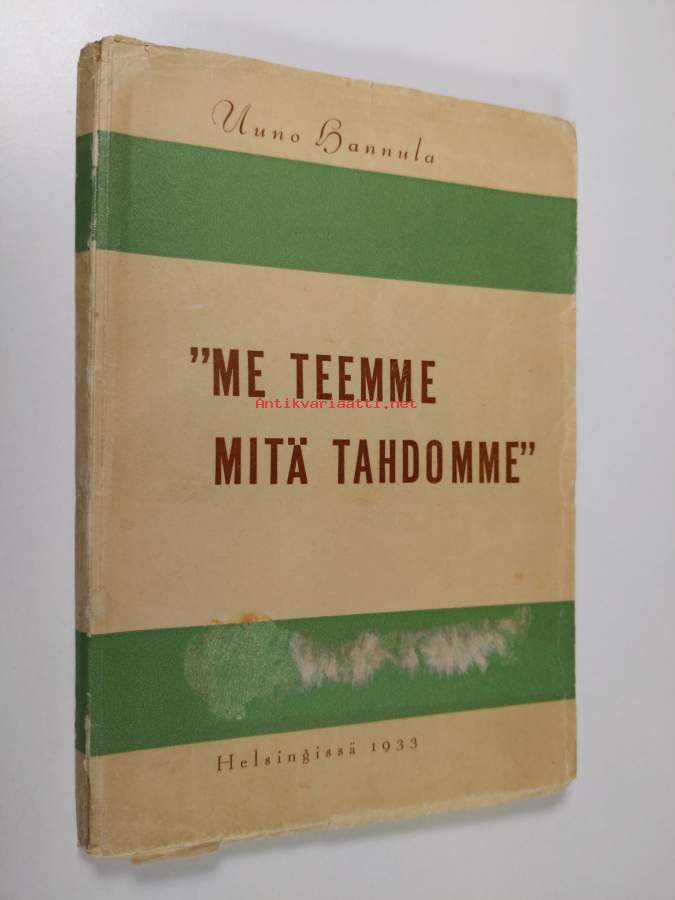 Uuno Hannula
"ME TEEMME
Antikvariaatti.net
MITÄ TAHDOMME"
Helsingissä 1933